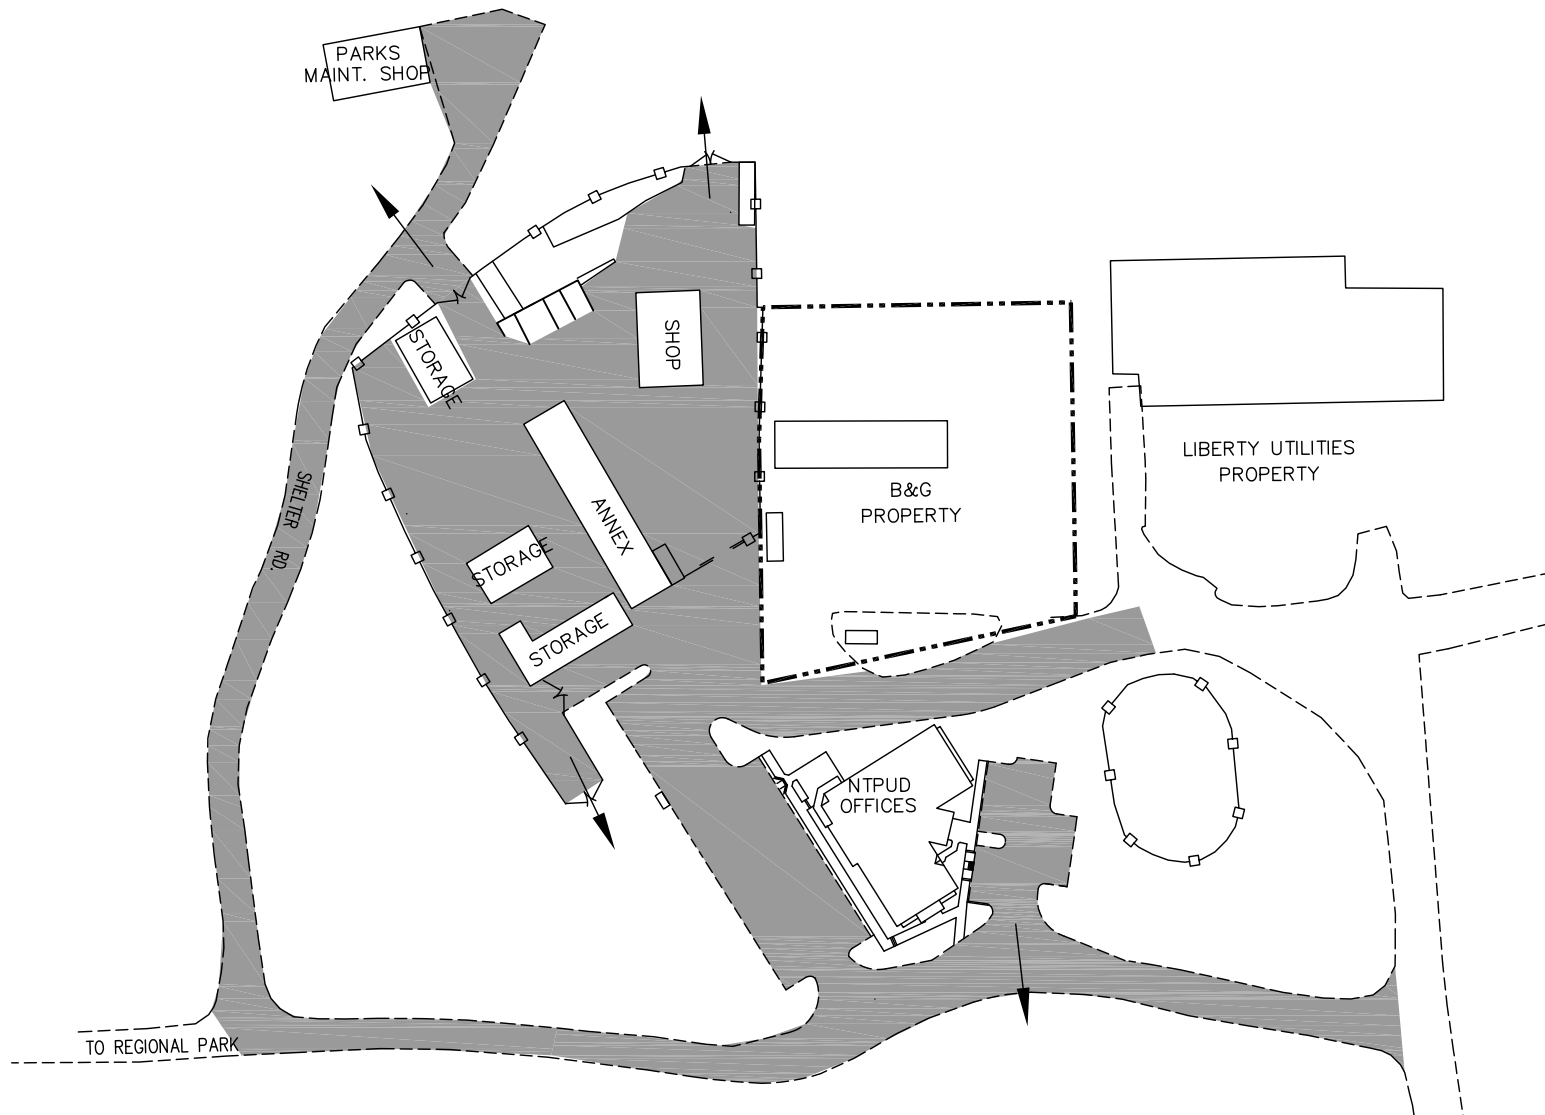 PARKS
MAINT. SHOP
STORAGE
SHOP
LIBERTY UTILITIES
PROPERTY
B&G
PROPERTY
SHELTER RD.
ANNEX
STORAGE
STORAGE
NTPUD
OFFICES
TO REGIONAL PARK